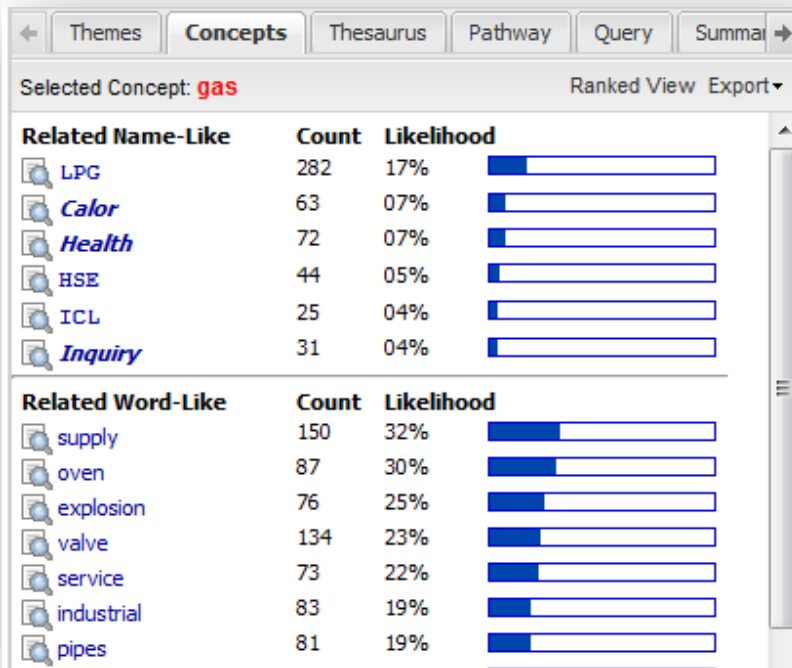 Themes Concepts Thesaurus Pathway Query Summar
Selected Concept: gas Ranked View Export
Related Name-Like Count Likelihood
LPG 282 17%
Calor 63 07%
Health 72 07%
HSE 44 05%
ICL 25 04%
Inquiry 31 04%
Related Word-Like Count Likelihood
supply 150 32%
oven 87 30%
explosion 76 25%
valve 134 23%
service 73 22%
industrial 83 19%
pipes 81 19%